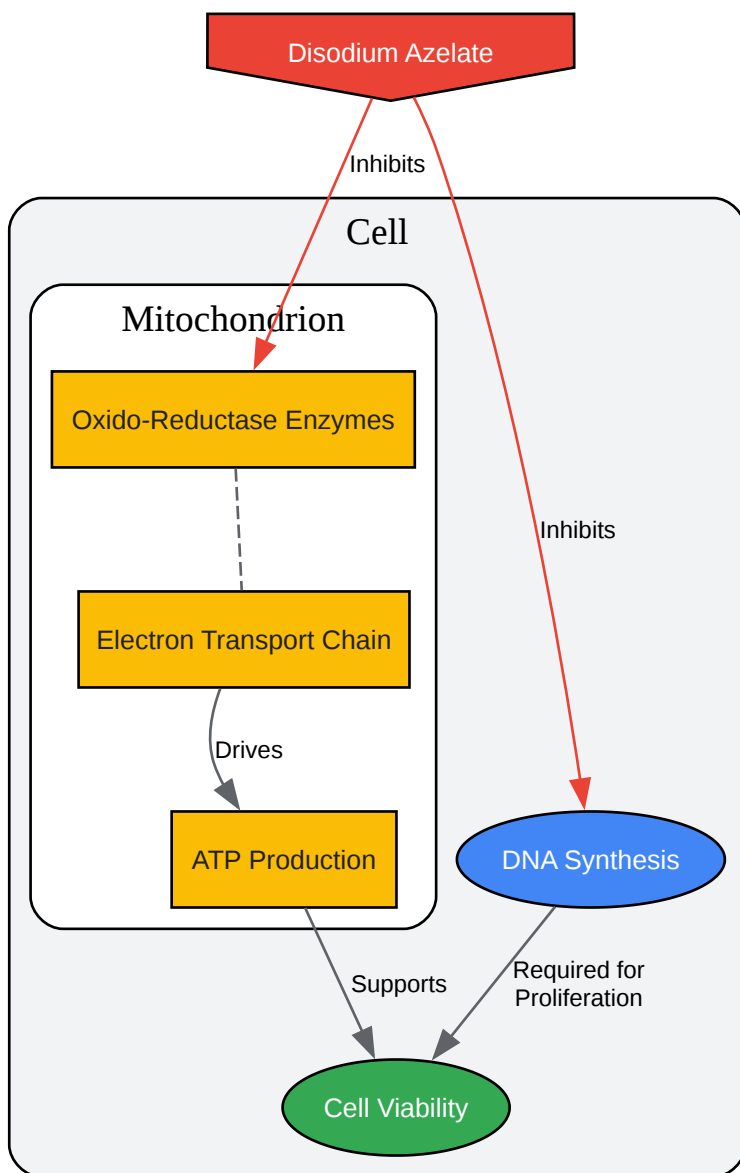 Disodium Azelate
Inhibits
Cell
Mitochondrion
Oxido-Reductase Enzymes
Inhibits
Electron Transport Chain
Drives
ATP Production
DNA Synthesis
Supports
Required for
Proliferation
Cell Viability